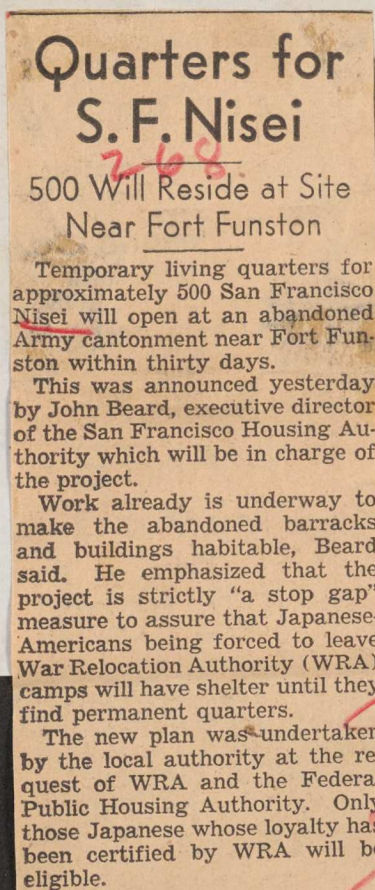 Quarters for
S. F. Nisei
268
500 Will Reside at Site
Near Fort Funston
Temporary living quarters for
approximately 500 San Francisco
Nisei will open at an abandoned
Army cantonment near Fort Fun-
ston within thirty days.
This was announced yesterday
by John Beard, executive director
of the San Francisco Housing Au-
thority which will be in charge of
the project.
Work already is underway to
make the abandoned barracks
and buildings habitable, Beard
said. He emphasized that the
project is strictly "a stop gap"
measure to assure that Japanese-
Americans being forced to leave
War Relocation Authority (WRA)
camps will have shelter until they
find permanent quarters.
The new plan was undertaken
by the local authority at the re
quest of WRA and the Federa
Public Housing Authority. Only
those Japanese whose loyalty has
been certified by WRA will be
eligible.